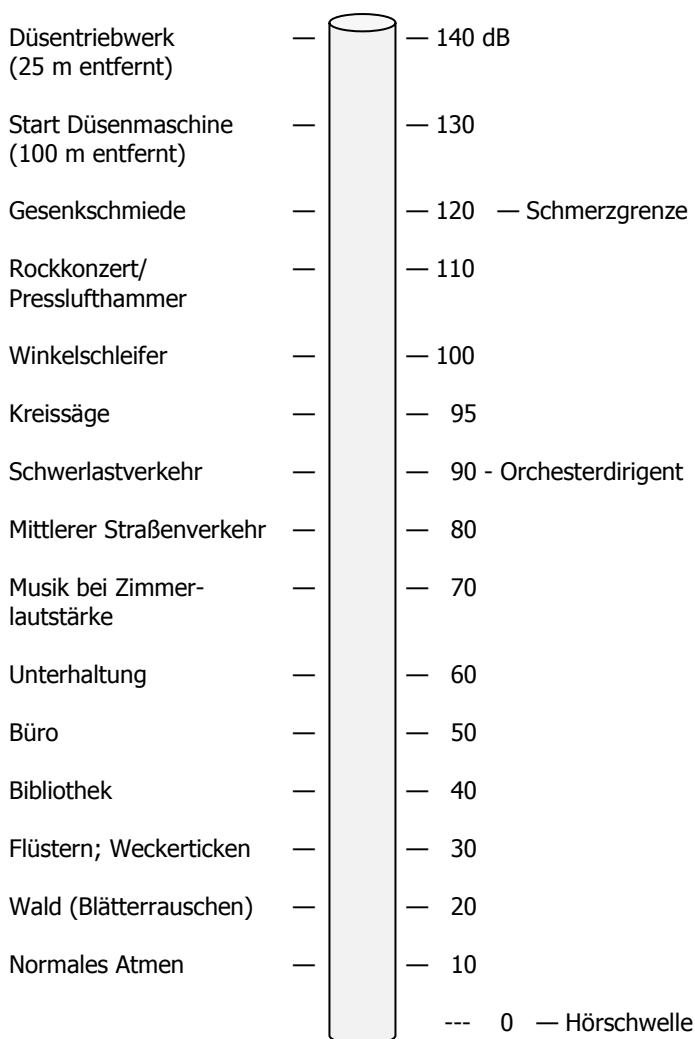 Düsentriebwerk — — 140 dB
(25 m entfernt)
Start Düsenmaschine — — 130
(100 m entfernt)
Gesenkschmiede — — 120 — Schmerzgrenze
Rockkonzert/ — — 110
Presslufthammer
Winkelschleifer — — 100
Kreissäge — — 95
Schwerlastverkehr — — 90 - Orchesterdirigent
Mittlerer Straßenverkehr — — 80
Musik bei Zimmer- — — 70
lautstärke
Unterhaltung — — 60
Büro — — 50
Bibliothek — — 40
Flüstern; Weckerticken — — 30
Wald (Blätterrauschen) — — 20
Normales Atmen — — 10
--- 0 — Hörschwelle